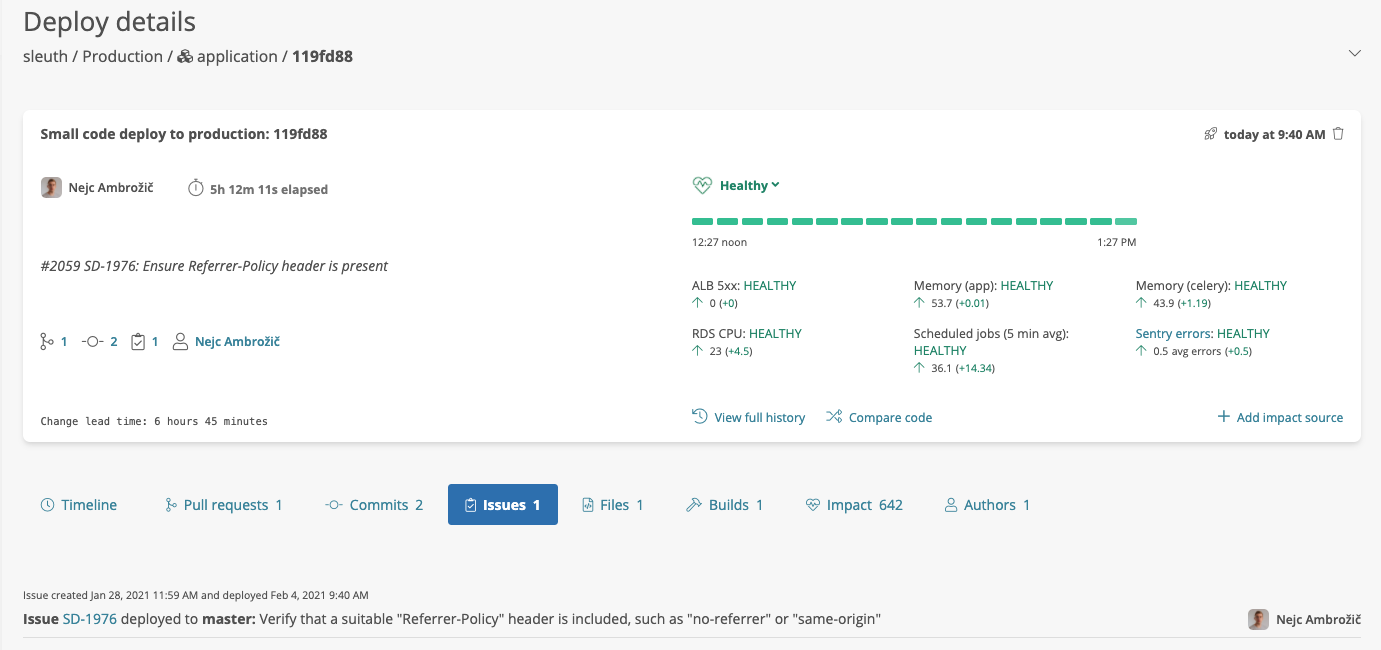 Deploy details
sleuth / Production / application / 119fd88
Small code deploy to production: 119fd88
today at 9:40 AM
Nejc Ambrožič
5h 12m 11s elapsed
Healthy
12:27 noon
1:27 PM
#2059 SD-1976: Ensure Referrer-Policy header is present
ALB 5xx: HEALTHY
0 (+0)
Memory (app): HEALTHY
53.7 (+0.01)
Memory (celery): HEALTHY
43.9 (+1.19)
RDS CPU: HEALTHY
23 (+4.5)
Scheduled jobs (5 min avg):
HEALTHY
36.1 (+14.34)
Sentry errors: HEALTHY
0.5 avg errors (+0.5)
1 2 1 Nejc Ambrožič
Change lead time: 6 hours 45 minutes
View full history
Compare code
Add impact source
Timeline
Pull requests 1
Commits 2
Issues 1
Files 1
Builds 1
Impact 642
Authors 1
Issue created Jan 28, 2021 11:59 AM and deployed Feb 4, 2021 9:40 AM
Issue SD-1976 deployed to master: Verify that a suitable "Referrer-Policy" header is included, such as "no-referrer" or "same-origin"
Nejc Ambrožič